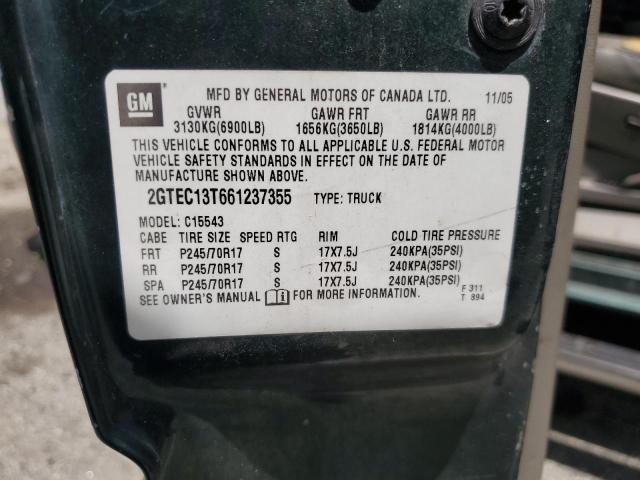 GM
MFD BY GENERAL MOTORS OF CANADA LTD. 11/05
GVWR GAWR FRT GAWR RR
3130KG(6900LB) 1656KG(3650LB) 1814KG(4000LB)
THIS VEHICLE CONFORMS TO ALL APPLICABLE U.S. FEDERAL MOTOR
VEHICLE SAFETY STANDARDS IN EFFECT ON THE DATE OF
MANUFACTURE SHOWN ABOVE.
2GTEC13T661237355 TYPE: TRUCK
MODEL: C15543
CABE TIRE SIZE SPEED RTG RIM COLD TIRE PRESSURE
FRT P245/70R17 S 17X7.5J 240KPA(35PSI)
RR P245/70R17 S 17X7.5J 240KPA(35PSI)
SPA P245/70R17 S 17X7.5J 240KPA(35PSI)
SEE OWNER'S MANUAL FOR MORE INFORMATION.
F 311
T 894